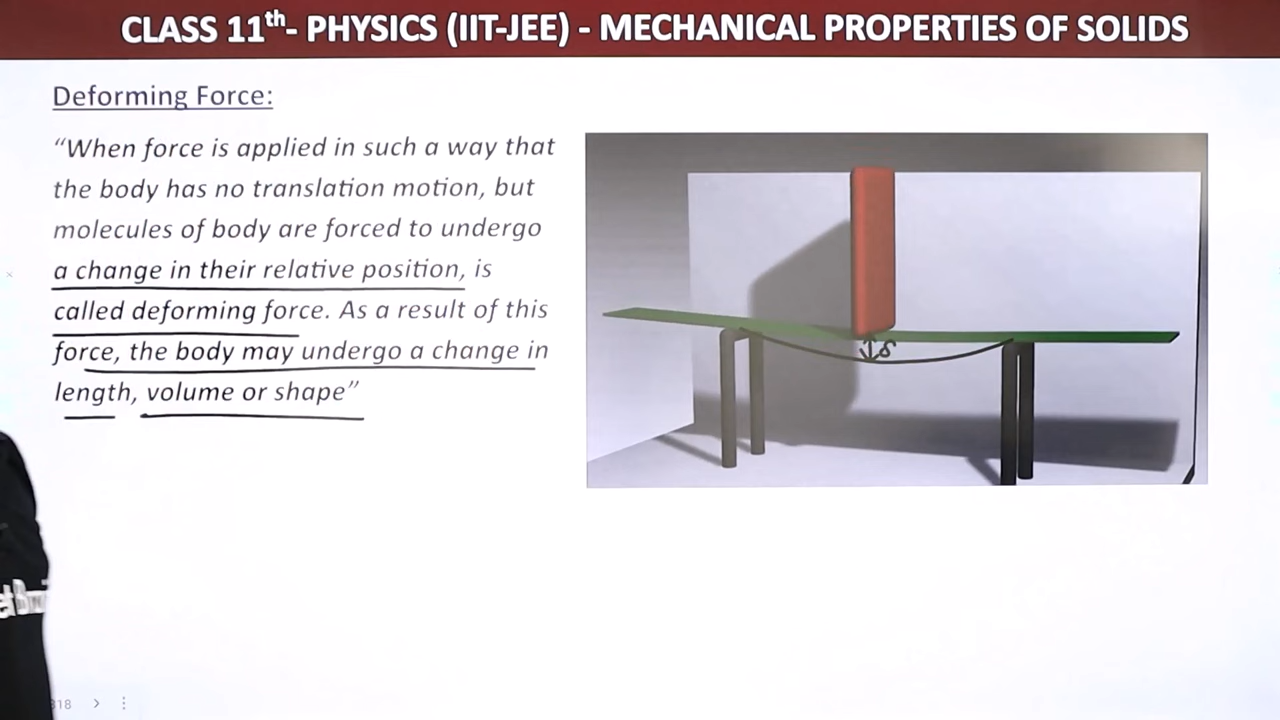 CLASS 11th- PHYSICS (IIT-JEE) - MECHANICAL PROPERTIES OF SOLIDS
Deforming Force:
“When force is applied in such a way that
the body has no translation motion, but
molecules of body are forced to undergo
a change in their relative position, is
called deforming force. As a result of this
force, the body may undergo a change in
length, volume or shape”
δ